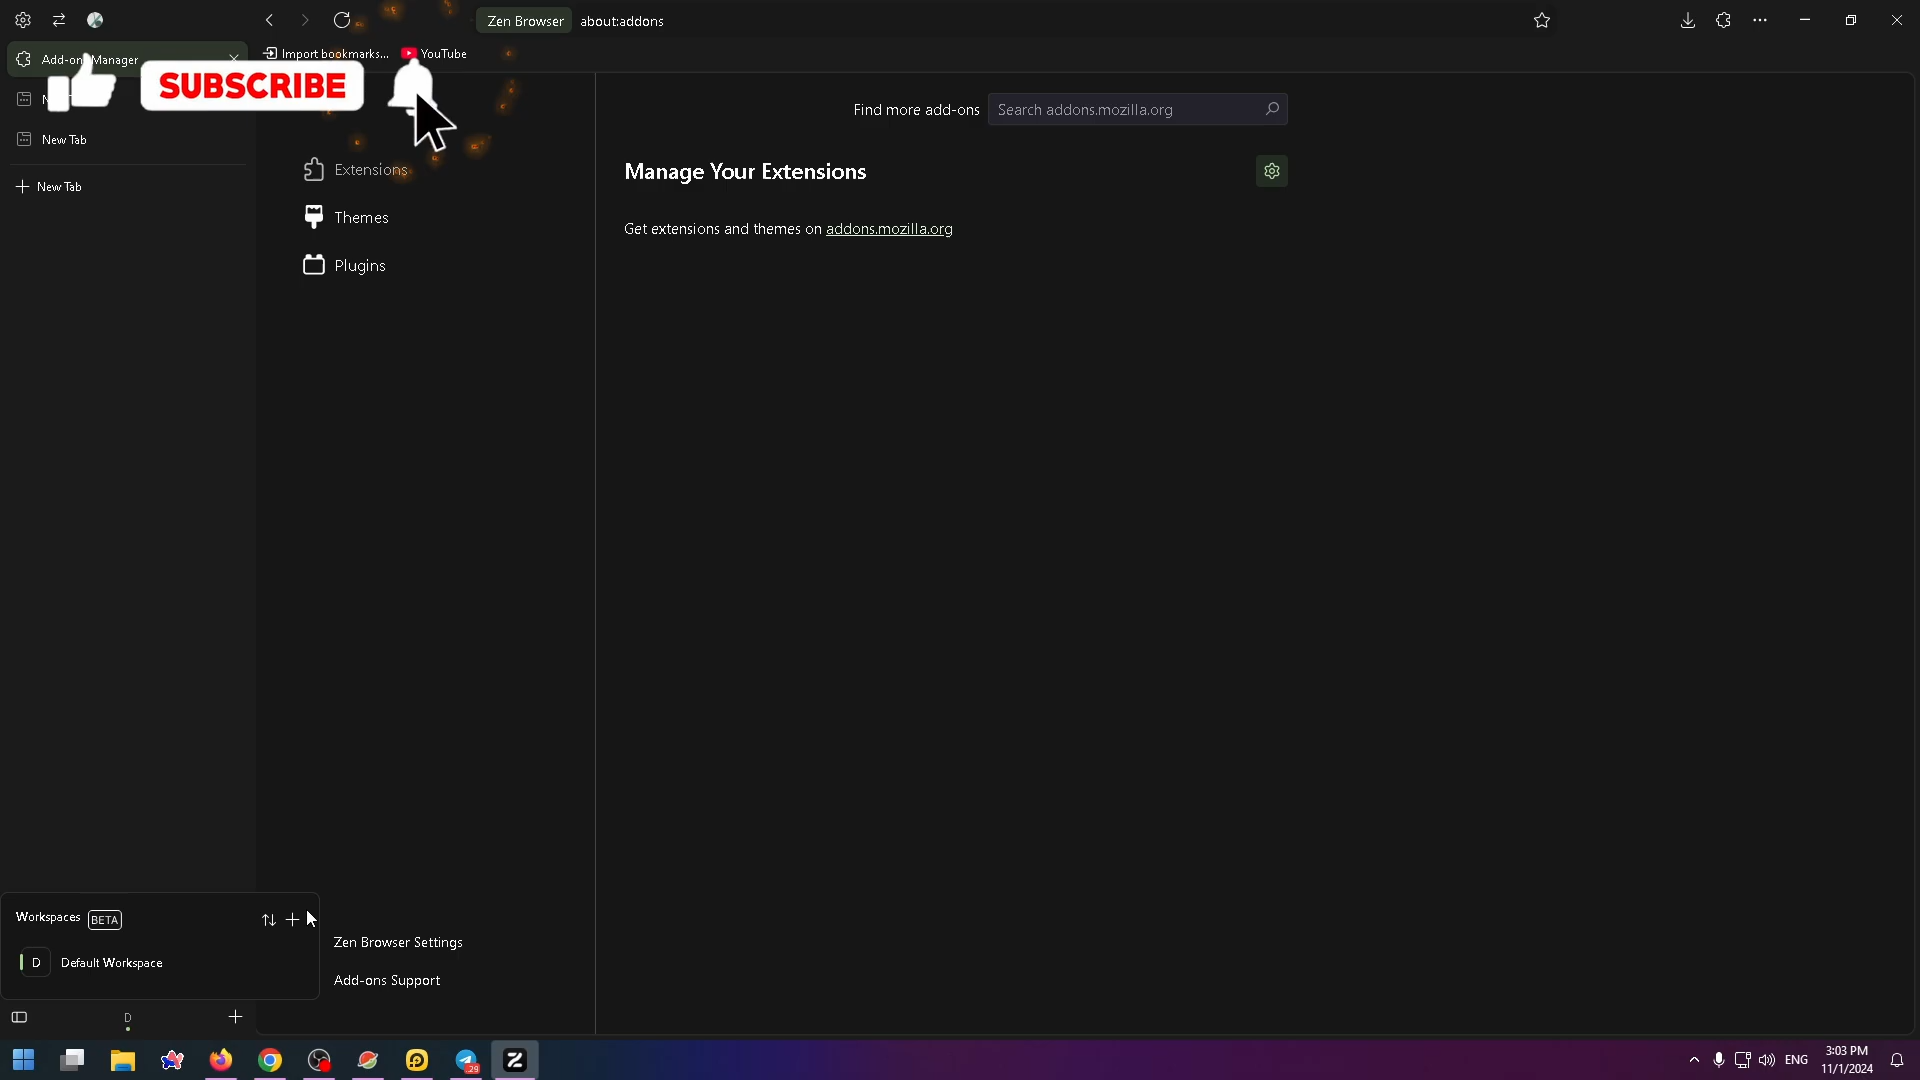 Zen Browser about:addons
Add-on Manager
Import bookmarks... YouTube
SUBSCRIBE
New Tab
New Tab
Find more add-ons Search addons.mozilla.org
Extensions
Themes
Plugins
Manage Your Extensions
Get extensions and themes on addons.mozilla.org
Workspaces BETA
D Default Workspace
D
Zen Browser Settings
Add-ons Support
29
ENG
3:03 PM
11/1/2024